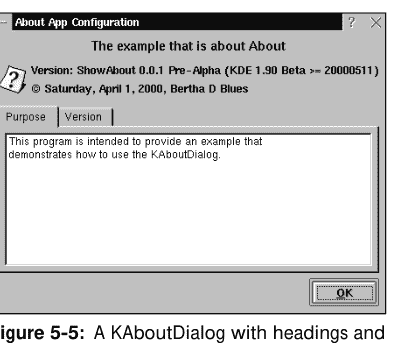 About App Configuration
The example that is about About
Version: ShowAbout 0.0.1 Pre-Alpha (KDE 1.90 Beta >= 20000511)
© Saturday, April 1, 2000, Bertha D Blues
Purpose Version
This program is intended to provide an example that
demonstrates how to use the KAboutDialog.
OK
igure 5-5: A KAboutDialog with headings and